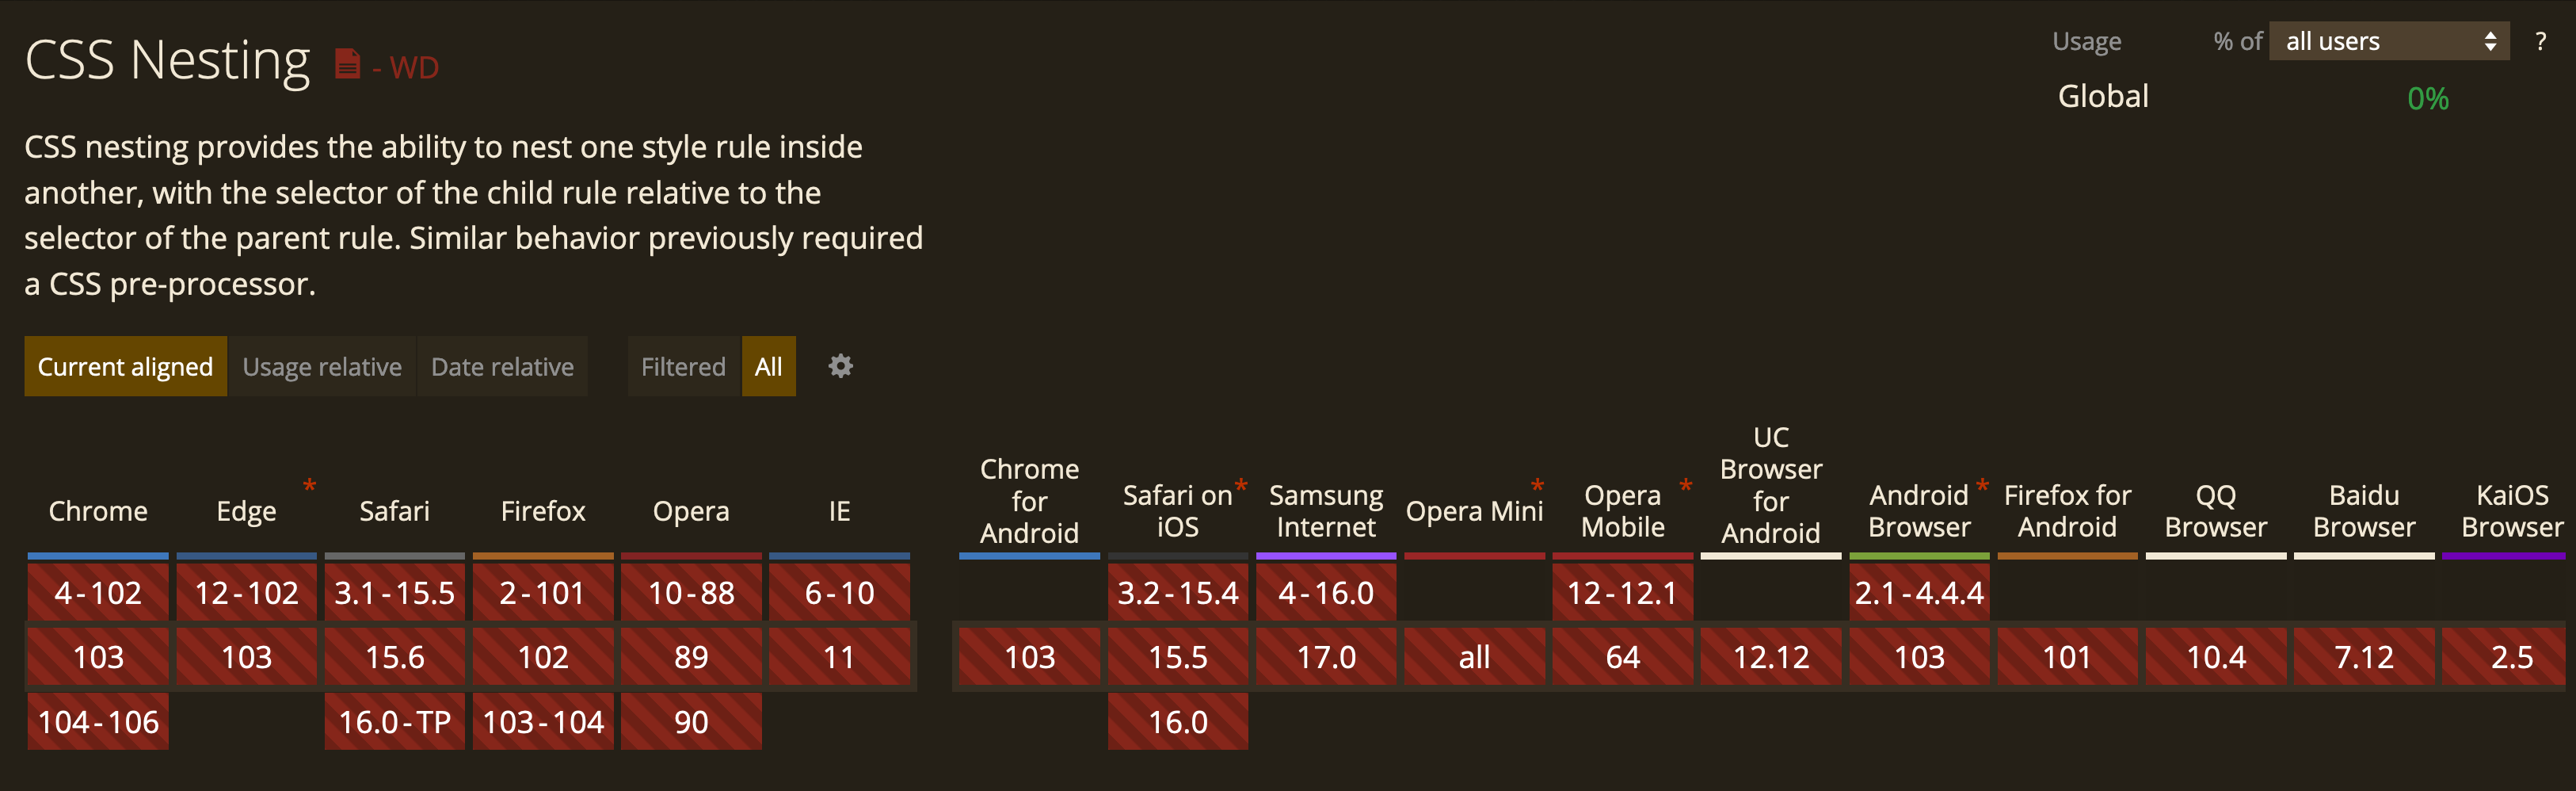 CSS Nesting - WD
Usage % of all users ?
Global 0%
CSS nesting provides the ability to nest one style rule inside
another, with the selector of the child rule relative to the
selector of the parent rule. Similar behavior previously required
a CSS pre-processor.
Current aligned Usage relative Date relative Filtered All
Chrome
Edge *
Safari
Firefox
Opera
IE
Chrome
for
Android
Safari on *
iOS
Samsung
Internet
Opera Mini *
Opera *
Mobile
UC
Browser
for
Android
Android *
Browser
Firefox for
Android
QQ
Browser
Baidu
Browser
KaiOS
Browser
4-102 12-102 3.1-15.5 2-101 10-88 6-10 3.2-15.4 4-16.0 12-12.1 2.1-4.4.4
103 103 15.6 102 89 11 103 15.5 17.0 all 64 12.12 103 101 10.4 7.12 2.5
104-106 16.0-TP 103-104 90 16.0